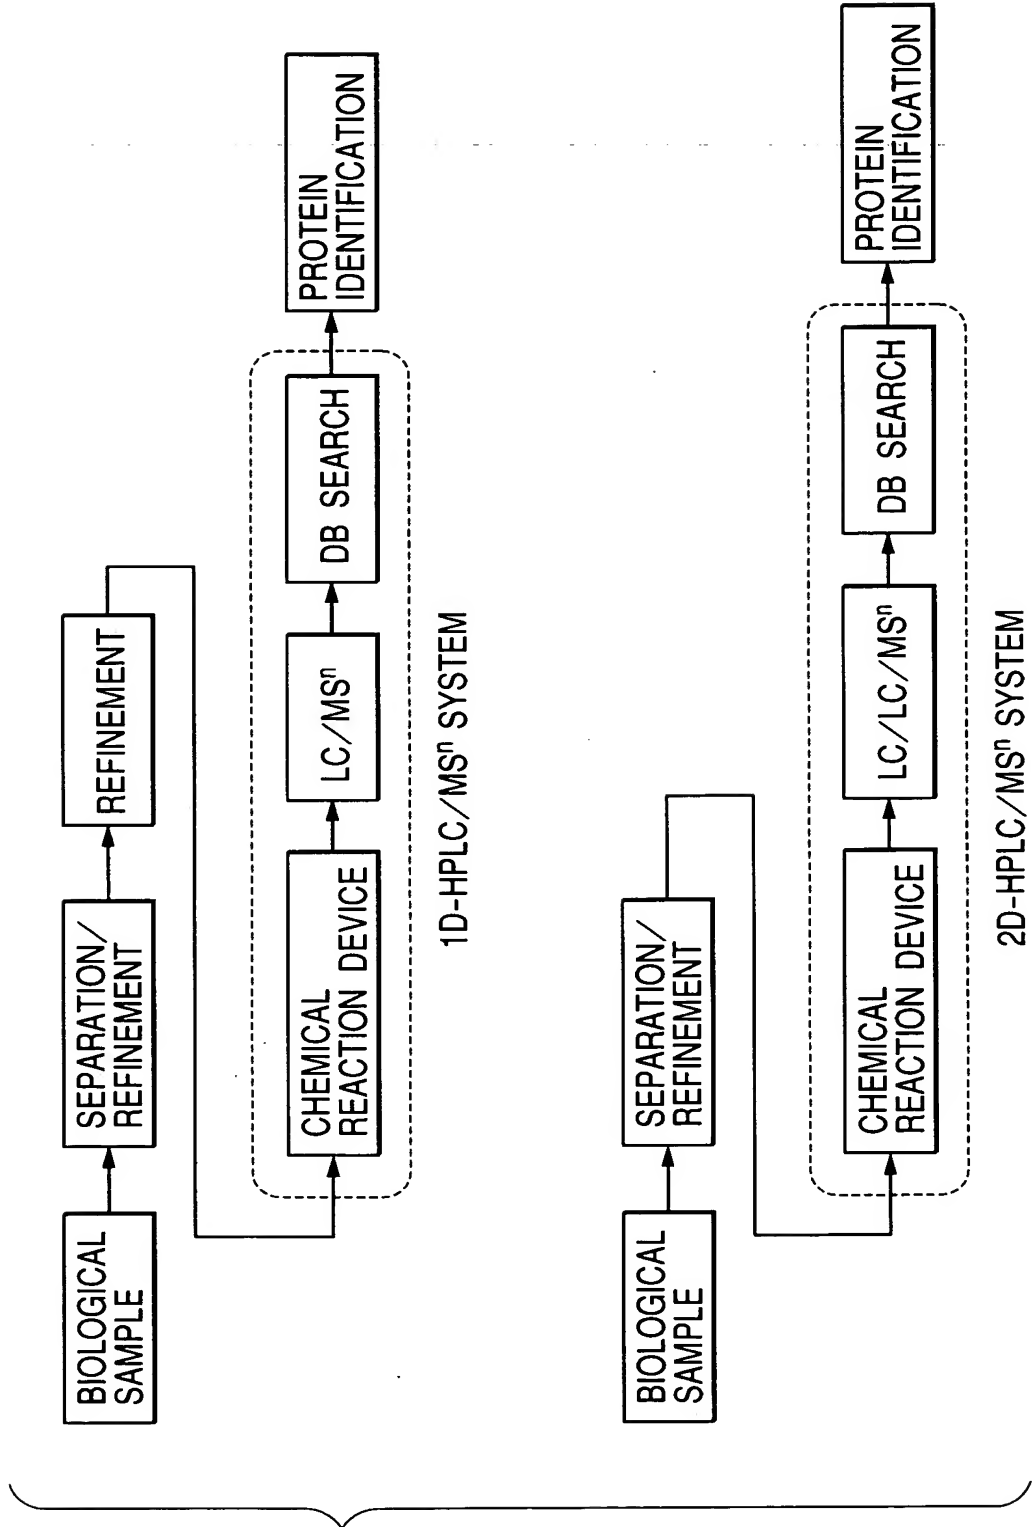 BIOLOGICAL
SAMPLE
SEPARATION/
REFINEMENT
REFINEMENT
CHEMICAL
REACTION DEVICE
LC/MSⁿ
DB SEARCH
PROTEIN
IDENTIFICATION
1D-HPLC/MSⁿ SYSTEM
BIOLOGICAL
SAMPLE
SEPARATION/
REFINEMENT
CHEMICAL
REACTION DEVICE
LC/LC/MSⁿ
DB SEARCH
PROTEIN
IDENTIFICATION
2D-HPLC/MSⁿ SYSTEM